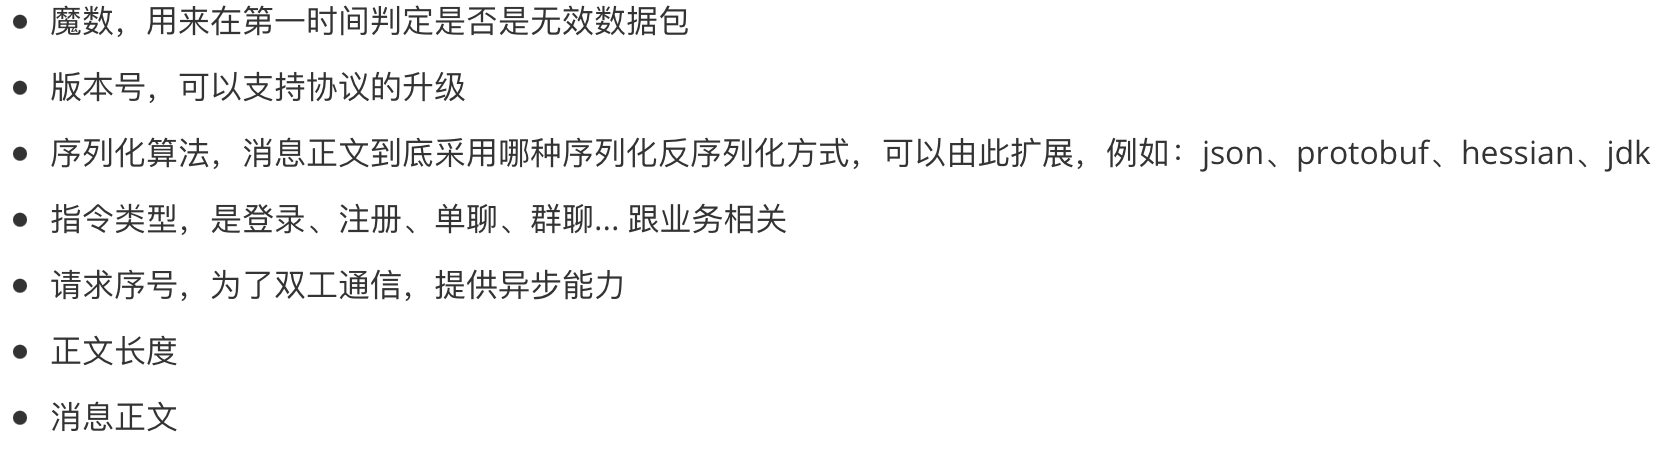 • 魔数，用来在第一时间判定是否是无效数据包
• 版本号，可以支持协议的升级
• 序列化算法，消息正文到底采用哪种序列化反序列化方式，可以由此扩展，例如：json、protobuf、hessian、jdk
• 指令类型，是登录、注册、单聊、群聊... 跟业务相关
• 请求序号，为了双工通信，提供异步能力
• 正文长度
• 消息正文